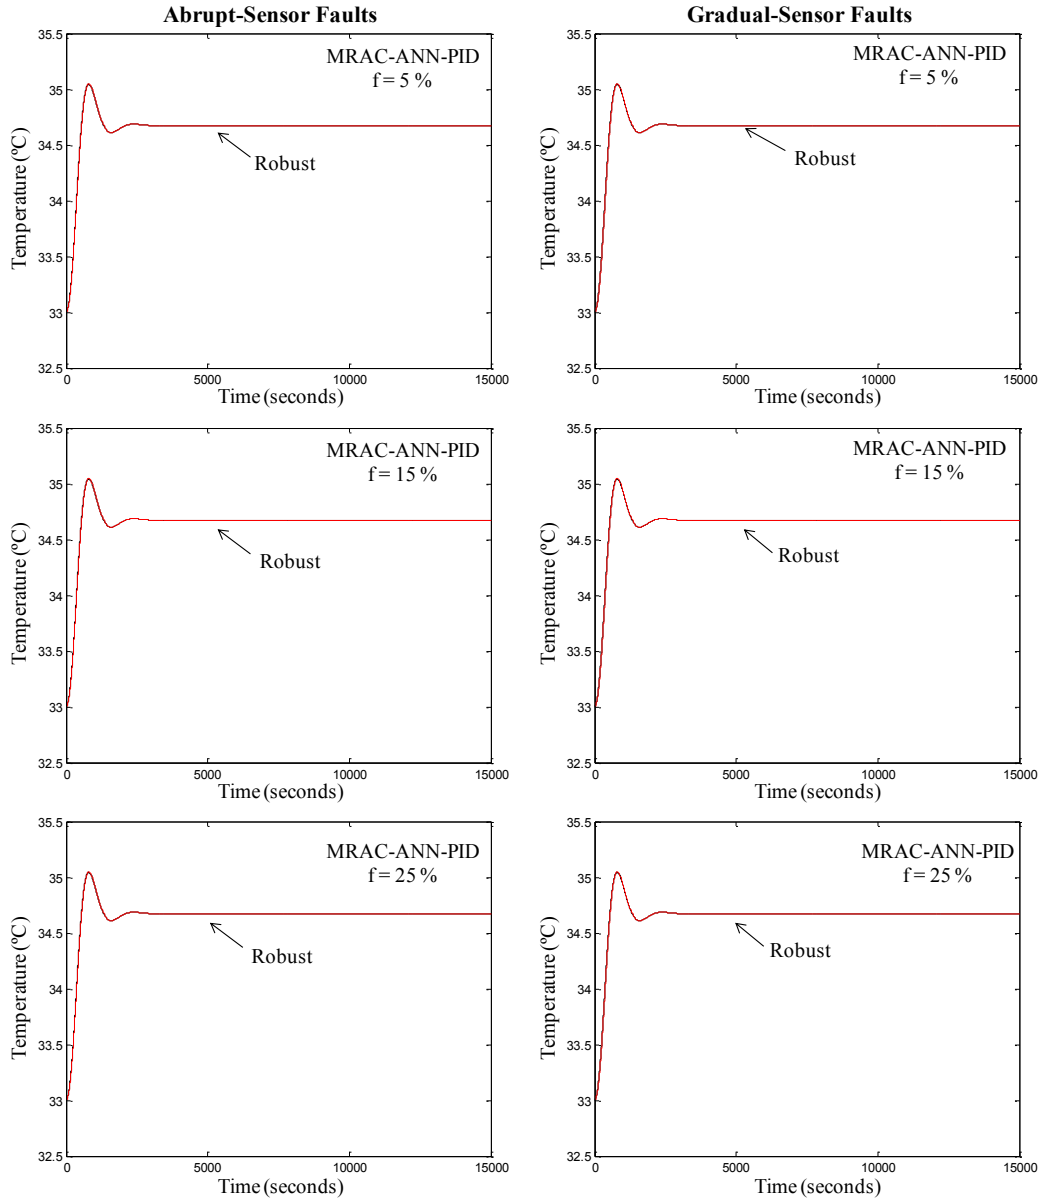 Abrupt-Sensor Faults
Gradual-Sensor Faults
35.5
35
34.5
34
33.5
33
32.5
Temperature (ºC)
MRAC-ANN-PID
f = 5 %
Robust
0
5000
10000
15000
Time (seconds)
35.5
35
34.5
34
33.5
33
32.5
Temperature (ºC)
MRAC-ANN-PID
f = 5 %
Robust
0
5000
10000
15000
Time (seconds)
35.5
35
34.5
34
33.5
33
32.5
Temperature (ºC)
MRAC-ANN-PID
f = 15 %
Robust
0
5000
10000
15000
Time (seconds)
35.5
35
34.5
34
33.5
33
32.5
Temperature (ºC)
MRAC-ANN-PID
f = 15 %
Robust
0
5000
10000
15000
Time (seconds)
35.5
35
34.5
34
33.5
33
32.5
Temperature (ºC)
MRAC-ANN-PID
f = 25 %
Robust
0
5000
10000
15000
Time (seconds)
35.5
35
34.5
34
33.5
33
32.5
Temperature (ºC)
MRAC-ANN-PID
f = 25 %
Robust
0
5000
10000
15000
Time (seconds)